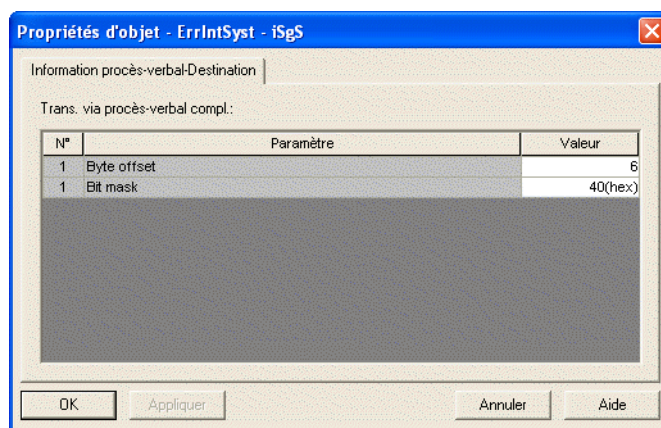 Propriétés d'objet - ErrIntSyst - iSgS
Information procès-verbal-Destination
Trans. via procès-verbal compl.:
N° Paramètre Valeur
1 Byte offset 6
1 Bit mask 40(hex)
OK Appliquer Annuler Aide